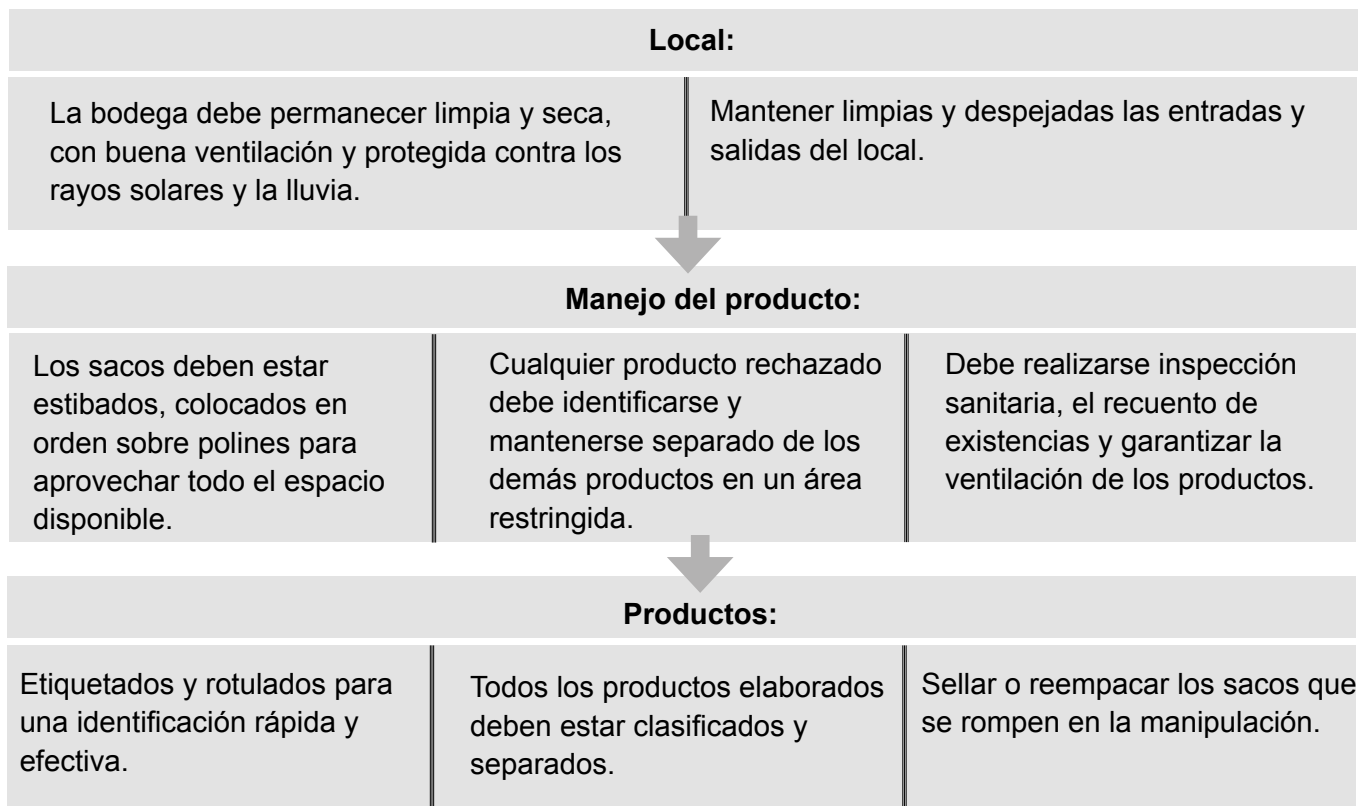 Local:
La bodega debe permanecer limpia y seca,
con buena ventilación y protegida contra los
rayos solares y la lluvia.
Mantener limpias y despejadas las entradas y
salidas del local.
Manejo del producto:
Los sacos deben estar
estibados, colocados en
orden sobre polines para
aprovechar todo el espacio
disponible.
Cualquier producto rechazado
debe identificarse y
mantenerse separado de los
demás productos en un área
restringida.
Debe realizarse inspección
sanitaria, el recuento de
existencias y garantizar la
ventilación de los productos.
Productos:
Etiquetados y rotulados para
una identificación rápida y
efectiva.
Todos los productos elaborados
deben estar clasificados y
separados.
Sellar o reempacar los sacos que
se rompen en la manipulación.